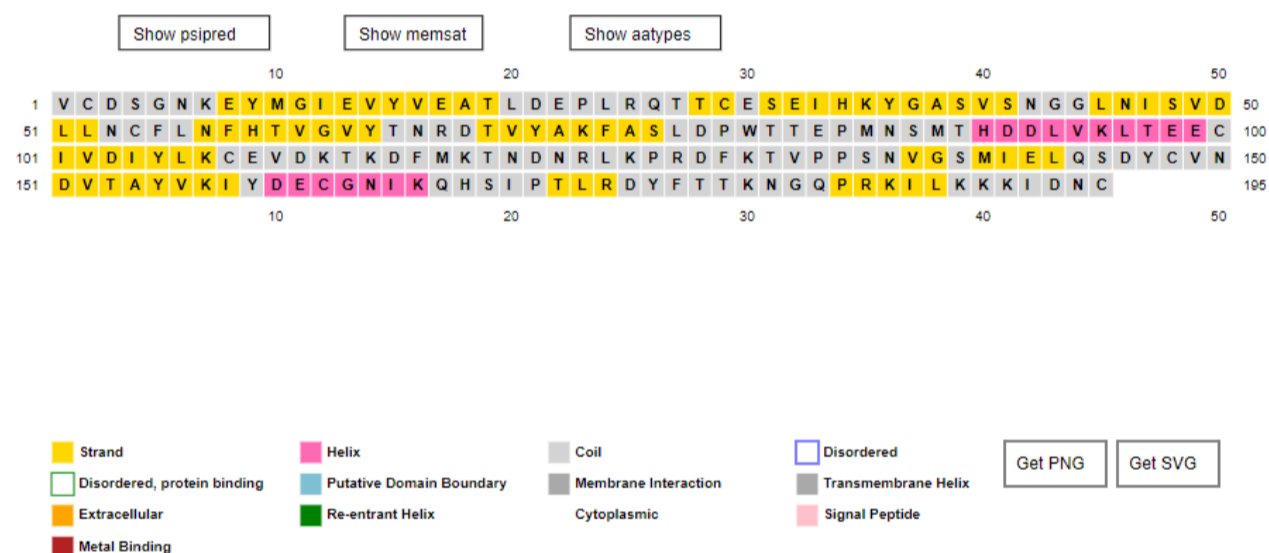 Show psipred Show memsat Show aatypes
10 20 30 40 50
1 V C D S G N K E Y M G I E V Y V E A T L D E P L R Q T T C E S E I H K Y G A S V S N G G L N I S V D 50
51 L L N C F L N F H T V G V Y T N R D T V Y A K F A S L D P W T T E P M N S M T H D D L V K L T E E C 100
101 I V D I Y L K C E V D K T K D F M K T N D N R L K P R D F K T V P P S N V G S M I E L Q S D Y C V N 150
151 D V T A Y V K I Y D E C G N I K Q H S I P T L R D Y F T T K N G Q P R K I L K K K I D N C 195
10 20 30 40 50
Strand Helix Coil Disordered Get PNG Get SVG
Disordered, protein binding Putative Domain Boundary Membrane Interaction Transmembrane Helix
Extracellular Re-entrant Helix Cytoplasmic Signal Peptide
Metal Binding